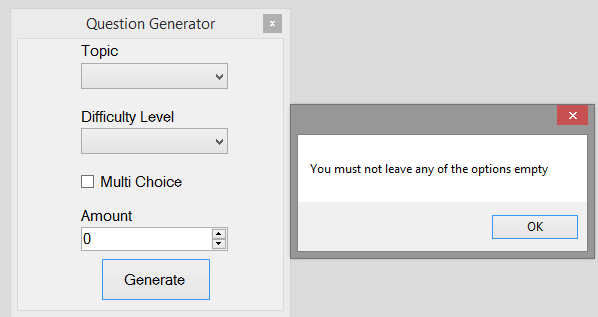 Question Generator
x
Topic
Difficulty Level
Multi Choice
Amount
0
Generate
You must not leave any of the options empty
OK